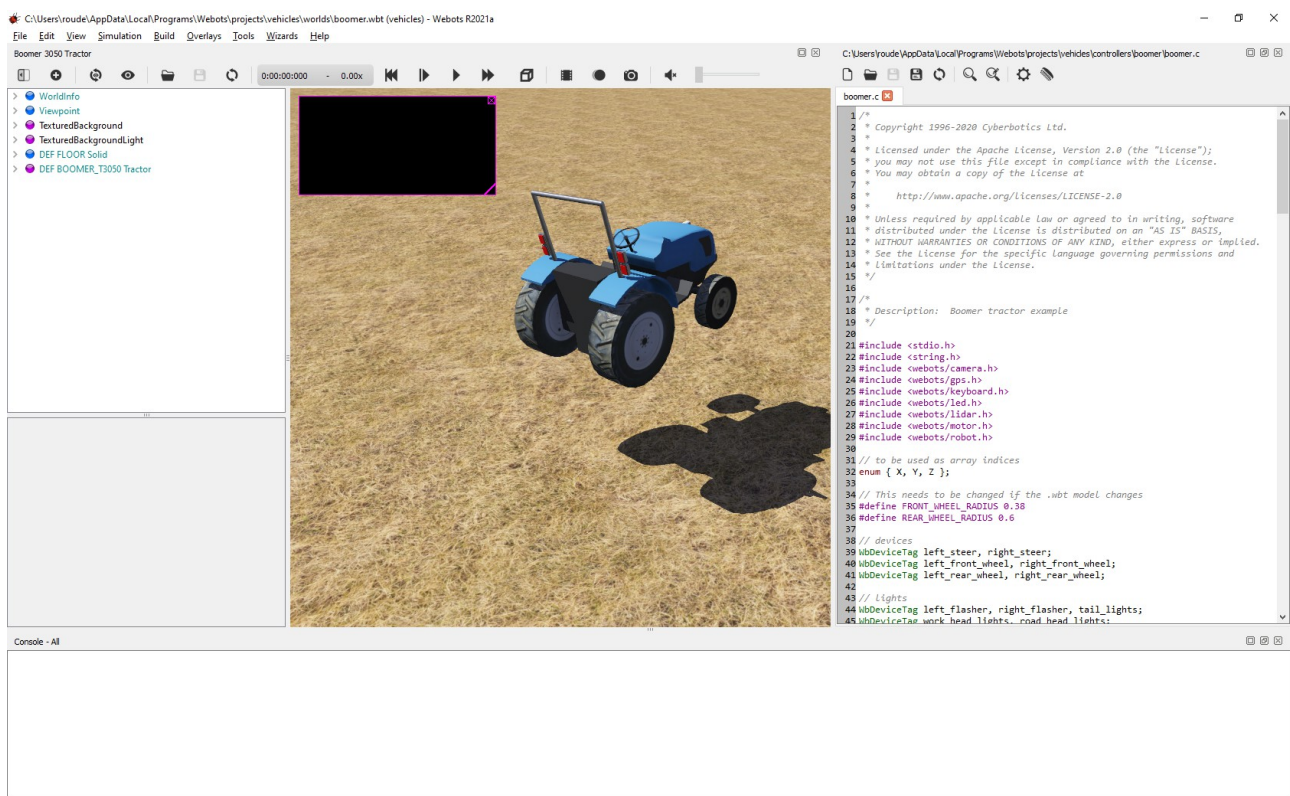 C:\Users\roude\AppData\Local\Programs\Webots\projects\vehicles\worlds\boomer.wbt (vehicles) - Webots R2021a
File Edit View Simulation Build Overlays Tools Wizards Help
Boomer 3050 Tractor
0:00:00:000 - 0.00x
WorldInfo
Viewpoint
TexturedBackground
TexturedBackgroundLight
DEF FLOOR Solid
DEF BOOMER_T3050 Tractor
C:\Users\roude\AppData\Local\Programs\Webots\projects\vehicles\controllers\boomer\boomer.c
boomer.c
1 /*
2 * Copyright 1996-2020 Cyberbotics Ltd.
3 *
4 * Licensed under the Apache License, Version 2.0 (the "License");
5 * you may not use this file except in compliance with the License.
6 * You may obtain a copy of the License at
7 *
8 * http://www.apache.org/licenses/LICENSE-2.0
9 *
10 * Unless required by applicable law or agreed to in writing, software
11 * distributed under the License is distributed on an "AS IS" BASIS,
12 * WITHOUT WARRANTIES OR CONDITIONS OF ANY KIND, either express or implied.
13 * See the License for the specific language governing permissions and
14 * limitations under the License.
15 */
16
17 /*
18 * Description: Boomer tractor example
19 */
20
21 #include <stdio.h>
22 #include <string.h>
23 #include <webots/camera.h>
24 #include <webots/gps.h>
25 #include <webots/keyboard.h>
26 #include <webots/led.h>
27 #include <webots/lidar.h>
28 #include <webots/motor.h>
29 #include <webots/robot.h>
30
31 // to be used as array indices
32 enum { X, Y, Z };
33
34 // This needs to be changed if the .wbt model changes
35 #define FRONT_WHEEL_RADIUS 0.38
36 #define REAR_WHEEL_RADIUS 0.6
37
38 // devices
39 WbDeviceTag left_steer, right_steer;
40 WbDeviceTag left_front_wheel, right_front_wheel;
41 WbDeviceTag left_rear_wheel, right_rear_wheel;
42
43 // lights
44 WbDeviceTag left_flasher, right_flasher, tail_lights;
45 WbDeviceTag work_head_lights, road_head_lights;
Console - All